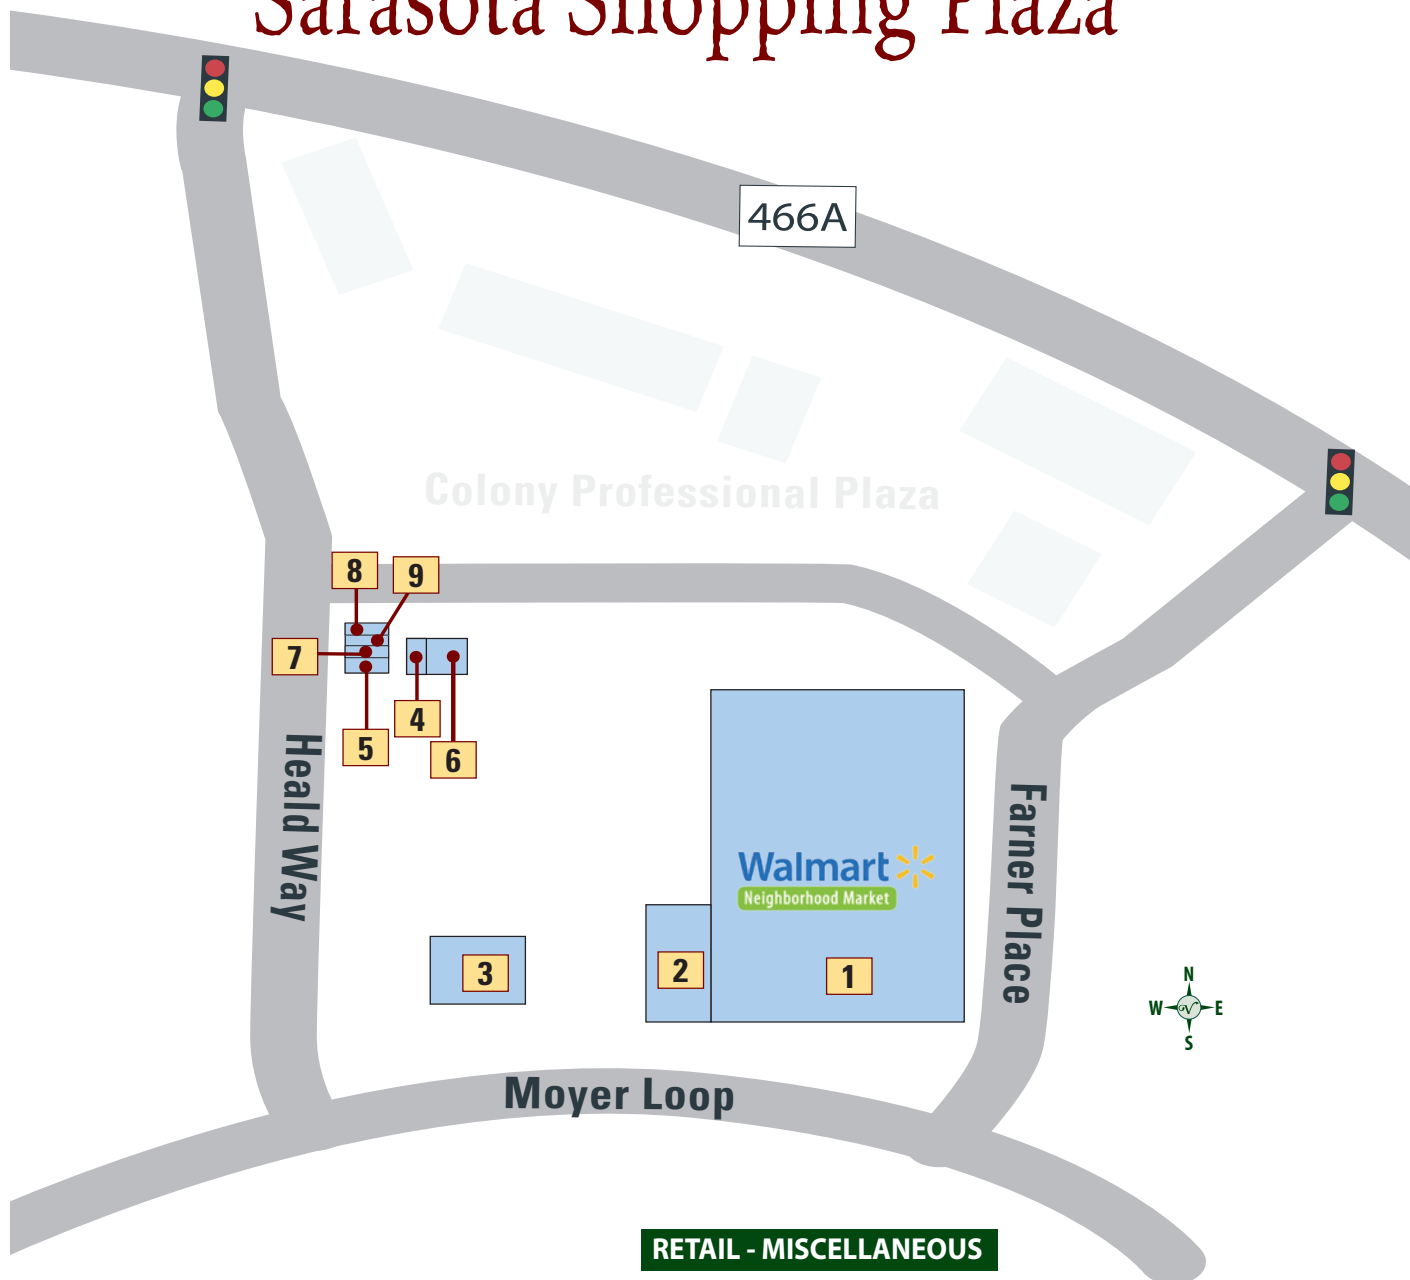 Sarasota Shopping Plaza
466A
Colony Professional Plaza
8
9
7
4
5
6
Heald Way
Farner Place
Walmart
Neighborhood Market
3
2
1
N
W
E
S
Moyer Loop
RETAIL - MISCELLANEOUS